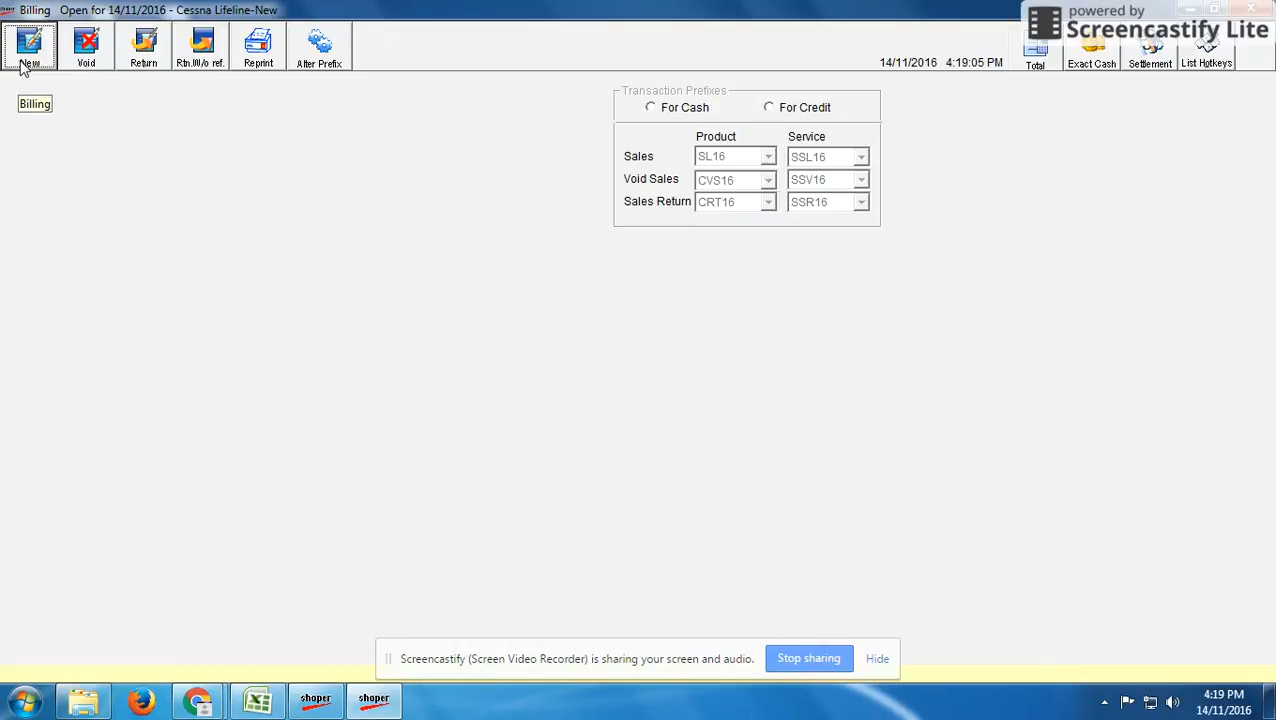 Billing Open for 14/11/2016 - Cessna Lifeline-New
powered by
Screencastify Lite
New
Void
Return
Rtn.W/o ref.
Reprint
Alter Prefix
14/11/2016 4:19:05 PM
Total
Exact Cash
Settlement
List Hotkeys
Billing
Transaction Prefixes
For Cash
For Credit
Product Service
Sales SL16 SSL16
Void Sales CVS16 SSV16
Sales Return CRT16 SSR16
Screencastify (Screen Video Recorder) is sharing your screen and audio.
Stop sharing
Hide
shoper
shoper
4:19 PM
14/11/2016